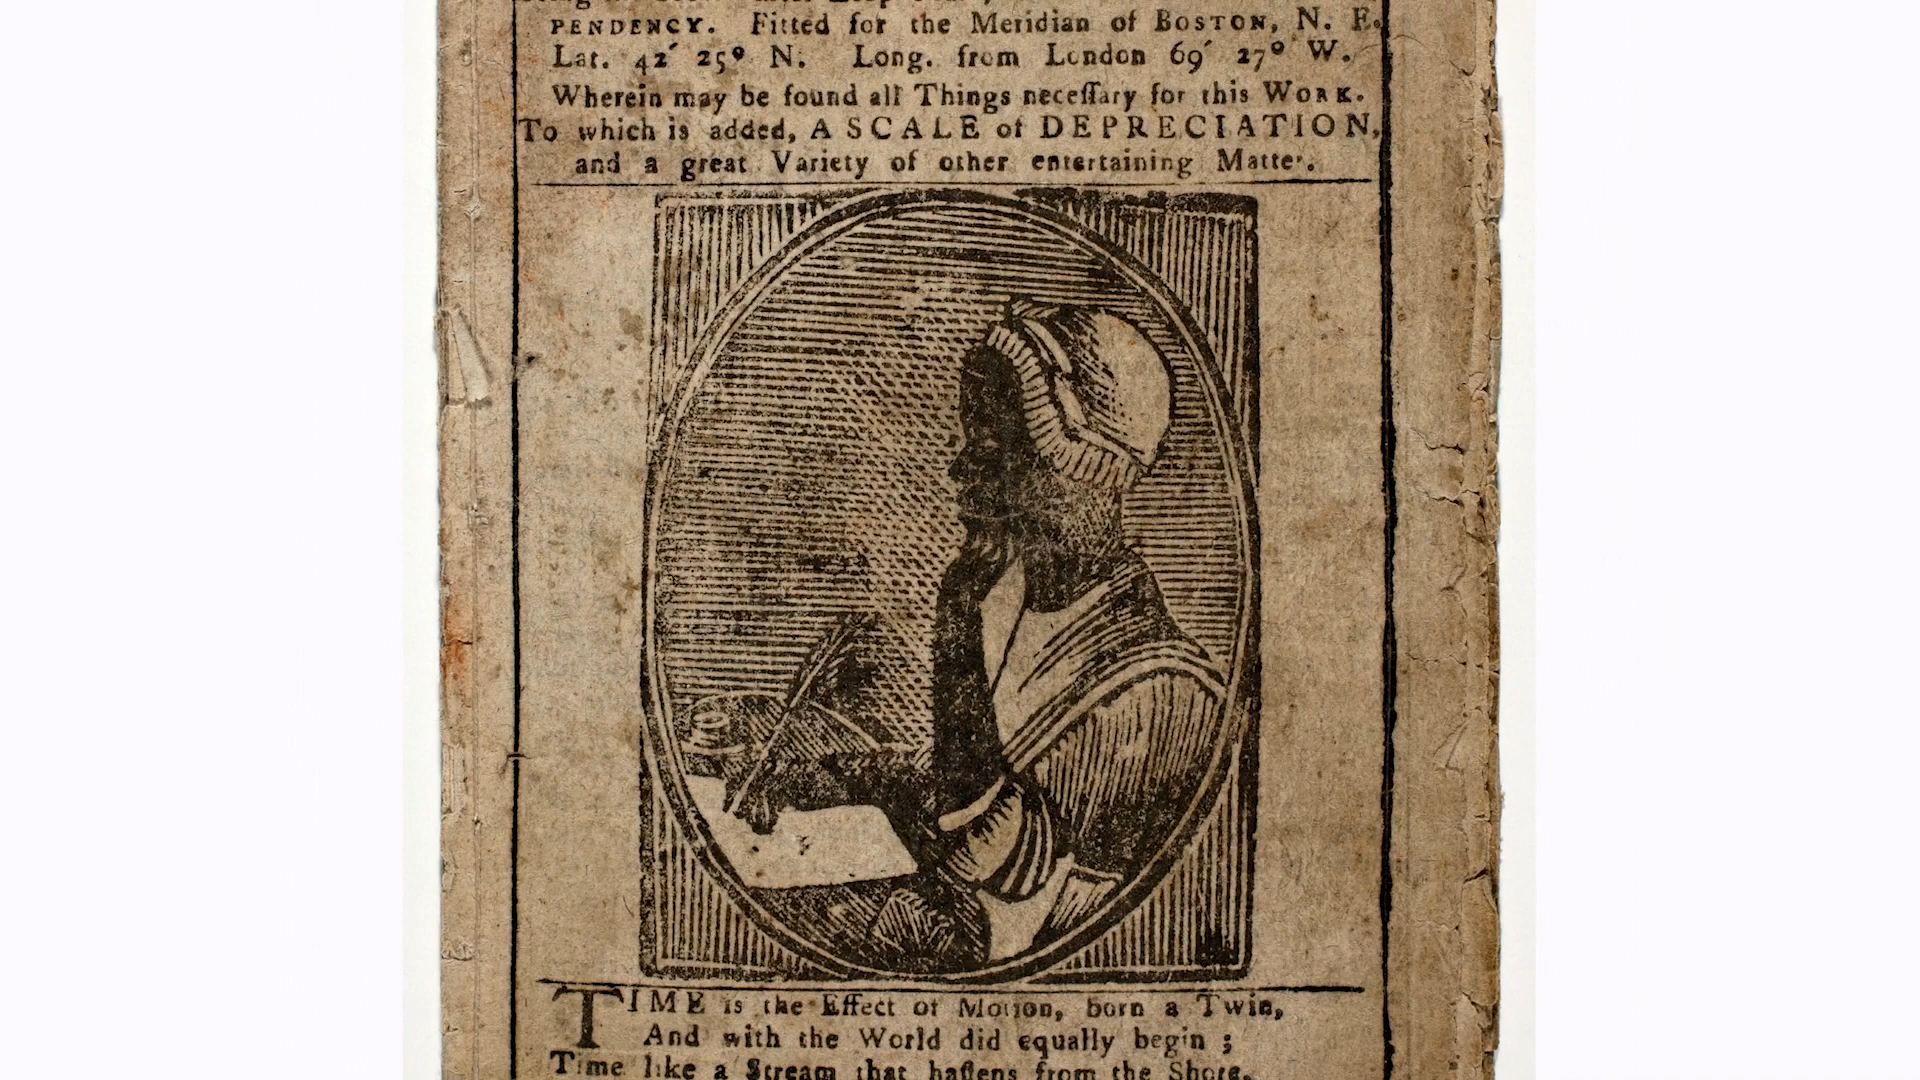 PENDENCY. Fitted for the Meridian of BOSTON, N. E.
Lat. 42´ 25° N. Long. from London 69´ 27° W.
Wherein may be found all Things neceſſary for this WORK.
To which is added, A SCALE of DEPRECIATION,
and a great Variety of other entertaining Matter.
TIME is the Effect of Motion, born a Twin,
And with the World did equally begin ;
Time like a Stream that haſtens from the Shore,